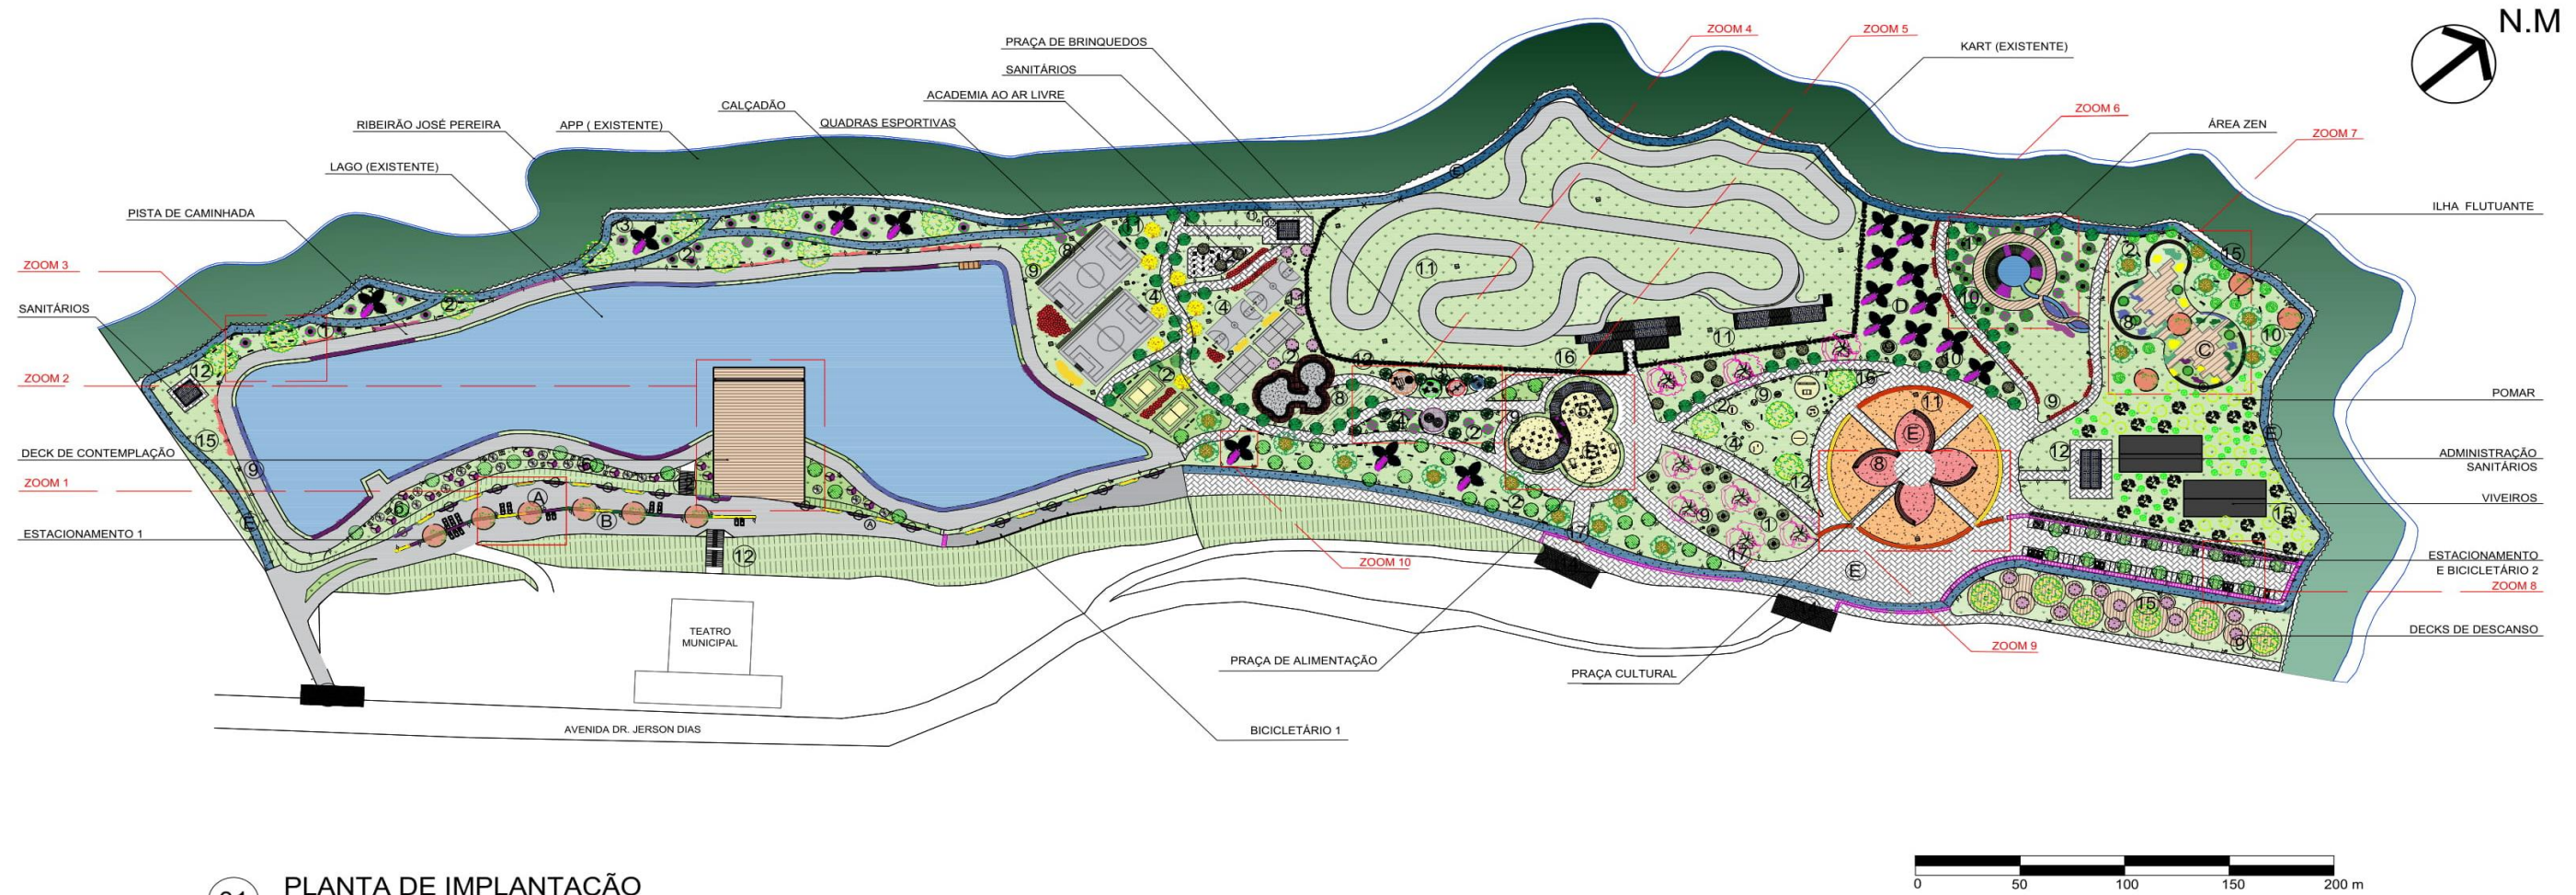 N.M
ZOOM 4
ZOOM 5
PRAÇA DE BRINQUEDOS
KART (EXISTENTE)
SANITÁRIOS
ACADEMIA AO AR LIVRE
CALÇADÃO
ZOOM 6
QUADRAS ESPORTIVAS
RIBEIRÃO JOSÉ PEREIRA
APP ( EXISTENTE)
ÁREA ZEN
ZOOM 7
LAGO (EXISTENTE)
ILHA FLUTUANTE
PISTA DE CAMINHADA
ZOOM 3
SANITÁRIOS
ZOOM 2
POMAR
DECK DE CONTEMPLAÇÃO
ADMINISTRAÇÃO
SANITÁRIOS
ZOOM 1
VIVEIROS
ESTACIONAMENTO 1
ESTACIONAMENTO
E BICICLETÁRIO 2
ZOOM 10
ZOOM 8
TEATRO
MUNICIPAL
DECKS DE DESCANSO
ZOOM 9
PRAÇA DE ALIMENTAÇÃO
PRAÇA CULTURAL
AVENIDA DR. JERSON DIAS
BICICLETÁRIO 1
PLANTA DE IMPLANTAÇÃO
0 50 100 150 200 m